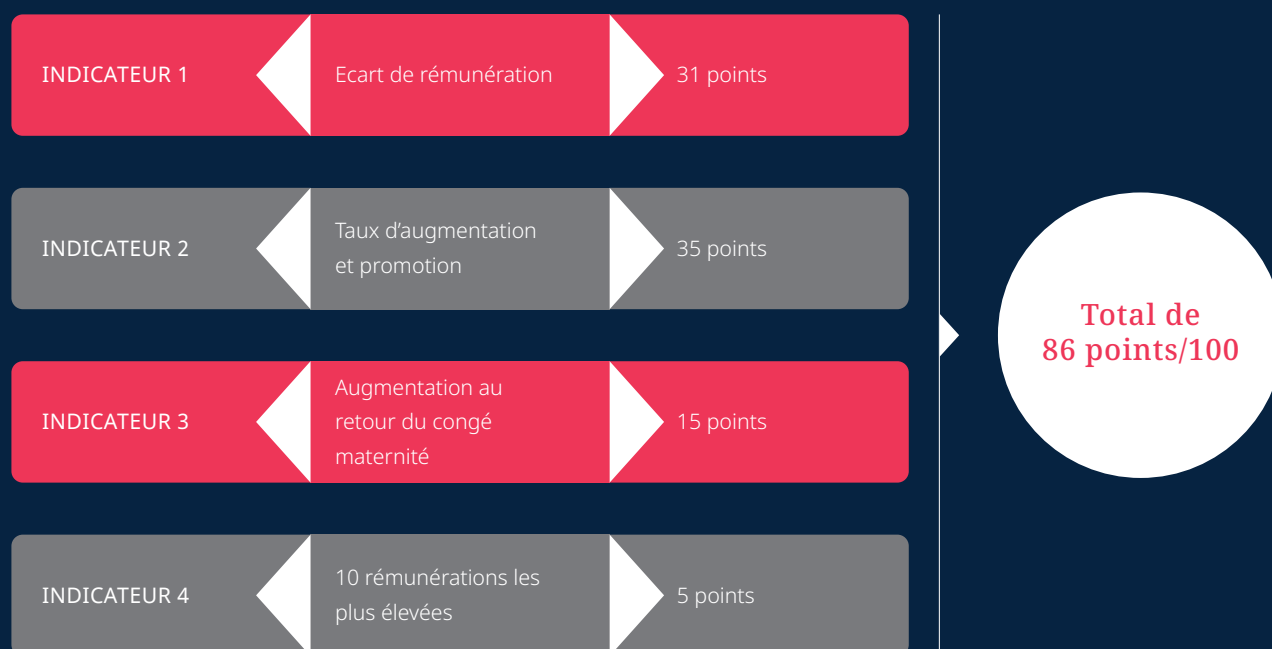 INDICATEUR 1
Ecart de rémunération
31 points
INDICATEUR 2
Taux d'augmentation
et promotion
35 points
INDICATEUR 3
Augmentation au
retour du congé
maternité
15 points
INDICATEUR 4
10 rémunérations les
plus élevées
5 points
Total de
86 points/100